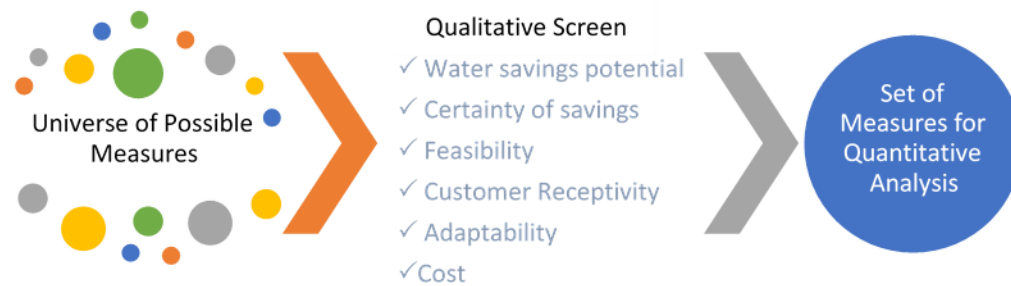 Universe of Possible
Measures
Qualitative Screen
✓ Water savings potential
✓ Certainty of savings
✓ Feasibility
✓ Customer Receptivity
✓ Adaptability
✓Cost
Set of
Measures for
Quantitative
Analysis